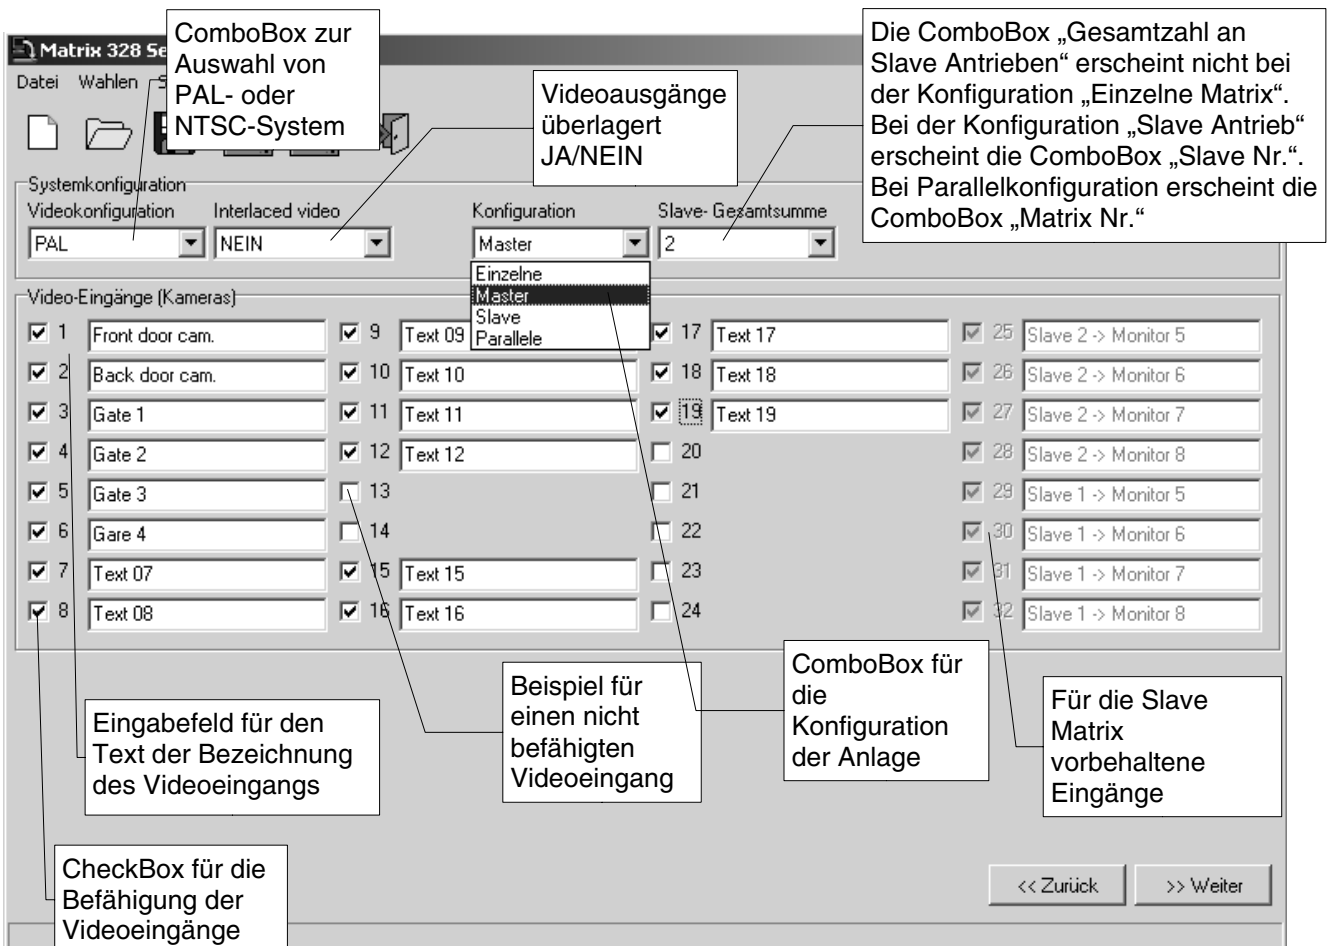 ComboBox zur
Auswahl von
PAL- oder
NTSC-System
Die ComboBox „Gesamtzahl an
Slave Antrieben“ erscheint nicht bei
der Konfiguration „Einzelne Matrix“.
Bei der Konfiguration „Slave Antrieb“
erscheint die ComboBox „Slave Nr.“.
Bei Parallelkonfiguration erscheint die
ComboBox „Matrix Nr.“
Matrix 328 Se
Datei Wahlen S
Videoausgänge
überlagert
JA/NEIN
Systemkonfiguration
Videokonfiguration Interlaced video Konfiguration Slave- Gesamtsumme
PAL NEIN Master 2
Einzelne
Master
Slave
Parallele
Video-Eingänge (Kameras)
1 Front door cam. 9 Text 09 17 Text 17 25 Slave 2 -> Monitor 5
2 Back door cam. 10 Text 10 18 Text 18 26 Slave 2 -> Monitor 6
3 Gate 1 11 Text 11 19 Text 19 27 Slave 2 -> Monitor 7
4 Gate 2 12 Text 12 20 28 Slave 2 -> Monitor 8
5 Gate 3 13 21 29 Slave 1 -> Monitor 5
6 Gare 4 14 22 30 Slave 1 -> Monitor 6
7 Text 07 15 Text 15 23 31 Slave 1 -> Monitor 7
8 Text 08 16 Text 16 24 32 Slave 1 -> Monitor 8
Eingabefeld für den
Text der Bezeichnung
des Videoeingangs
Beispiel für
einen nicht
befähigten
Videoeingang
ComboBox für
die
Konfiguration
der Anlage
Für die Slave
Matrix
vorbehaltene
Eingänge
CheckBox für die
Befähigung der
Videoeingänge
<< Zurück >> Weiter